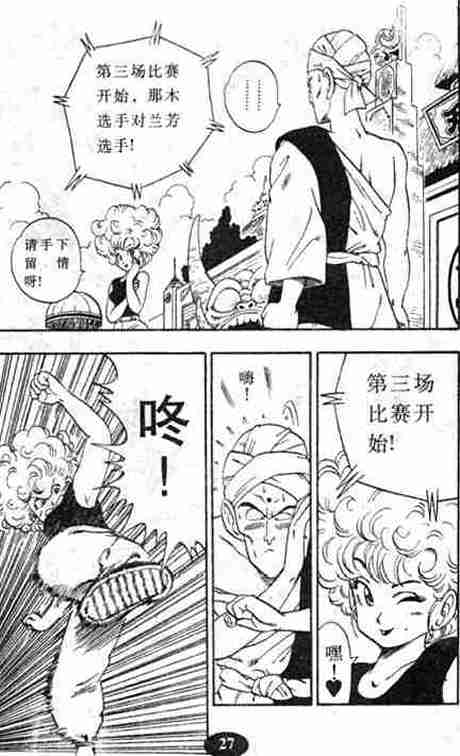 …………
第三场比赛
开始，那木
选手对兰芳
选手！
请手下
留情
呀！
第三场
比赛开
始！
嘿！♥
嗨！
咚！
27